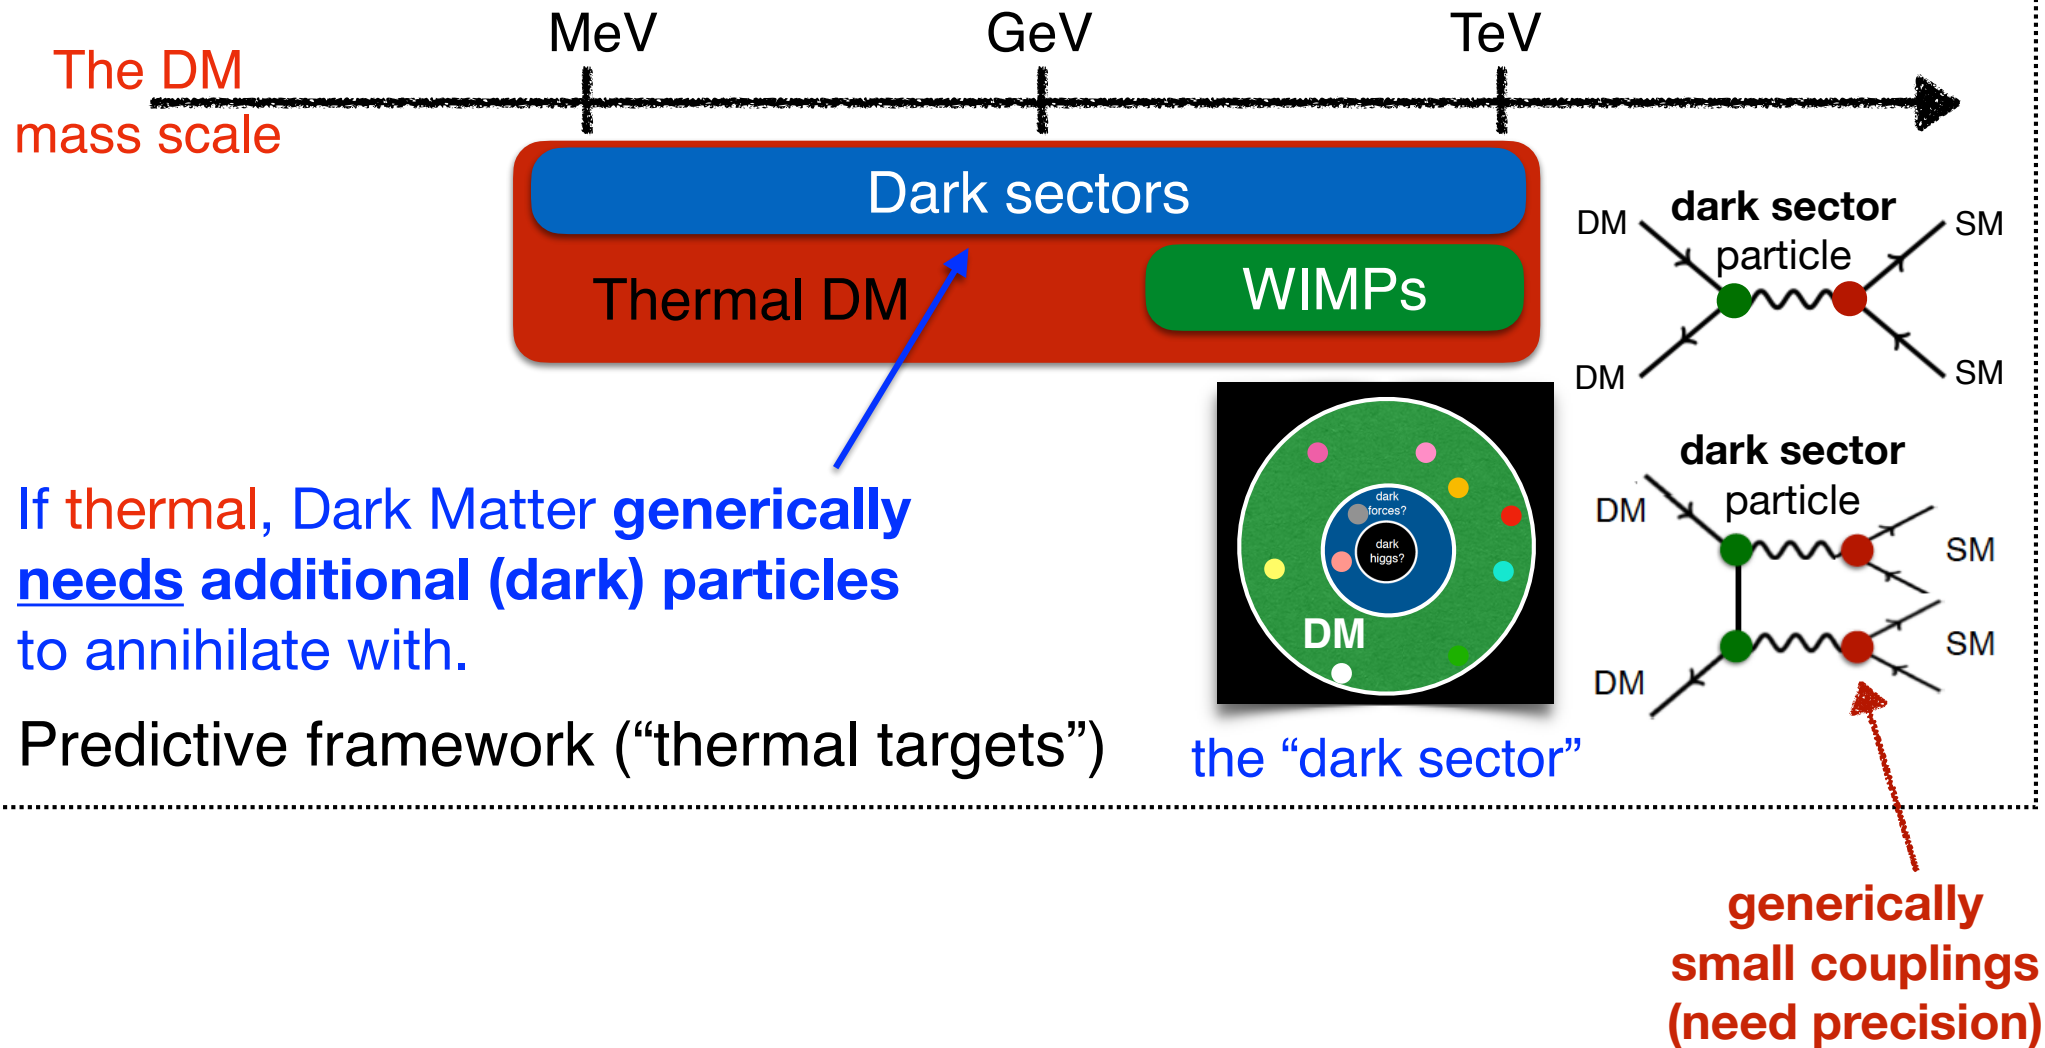 The DM
mass scale
MeV
GeV
TeV
Dark sectors
Thermal DM
WIMPs
DM
dark sector
particle
SM
DM
SM
If thermal, Dark Matter generically
needs additional (dark) particles
to annihilate with.
Predictive framework (“thermal targets”)
dark
forces?
dark
higgs?
DM
the “dark sector”
dark sector
particle
DM
SM
SM
DM
generically
small couplings
(need precision)